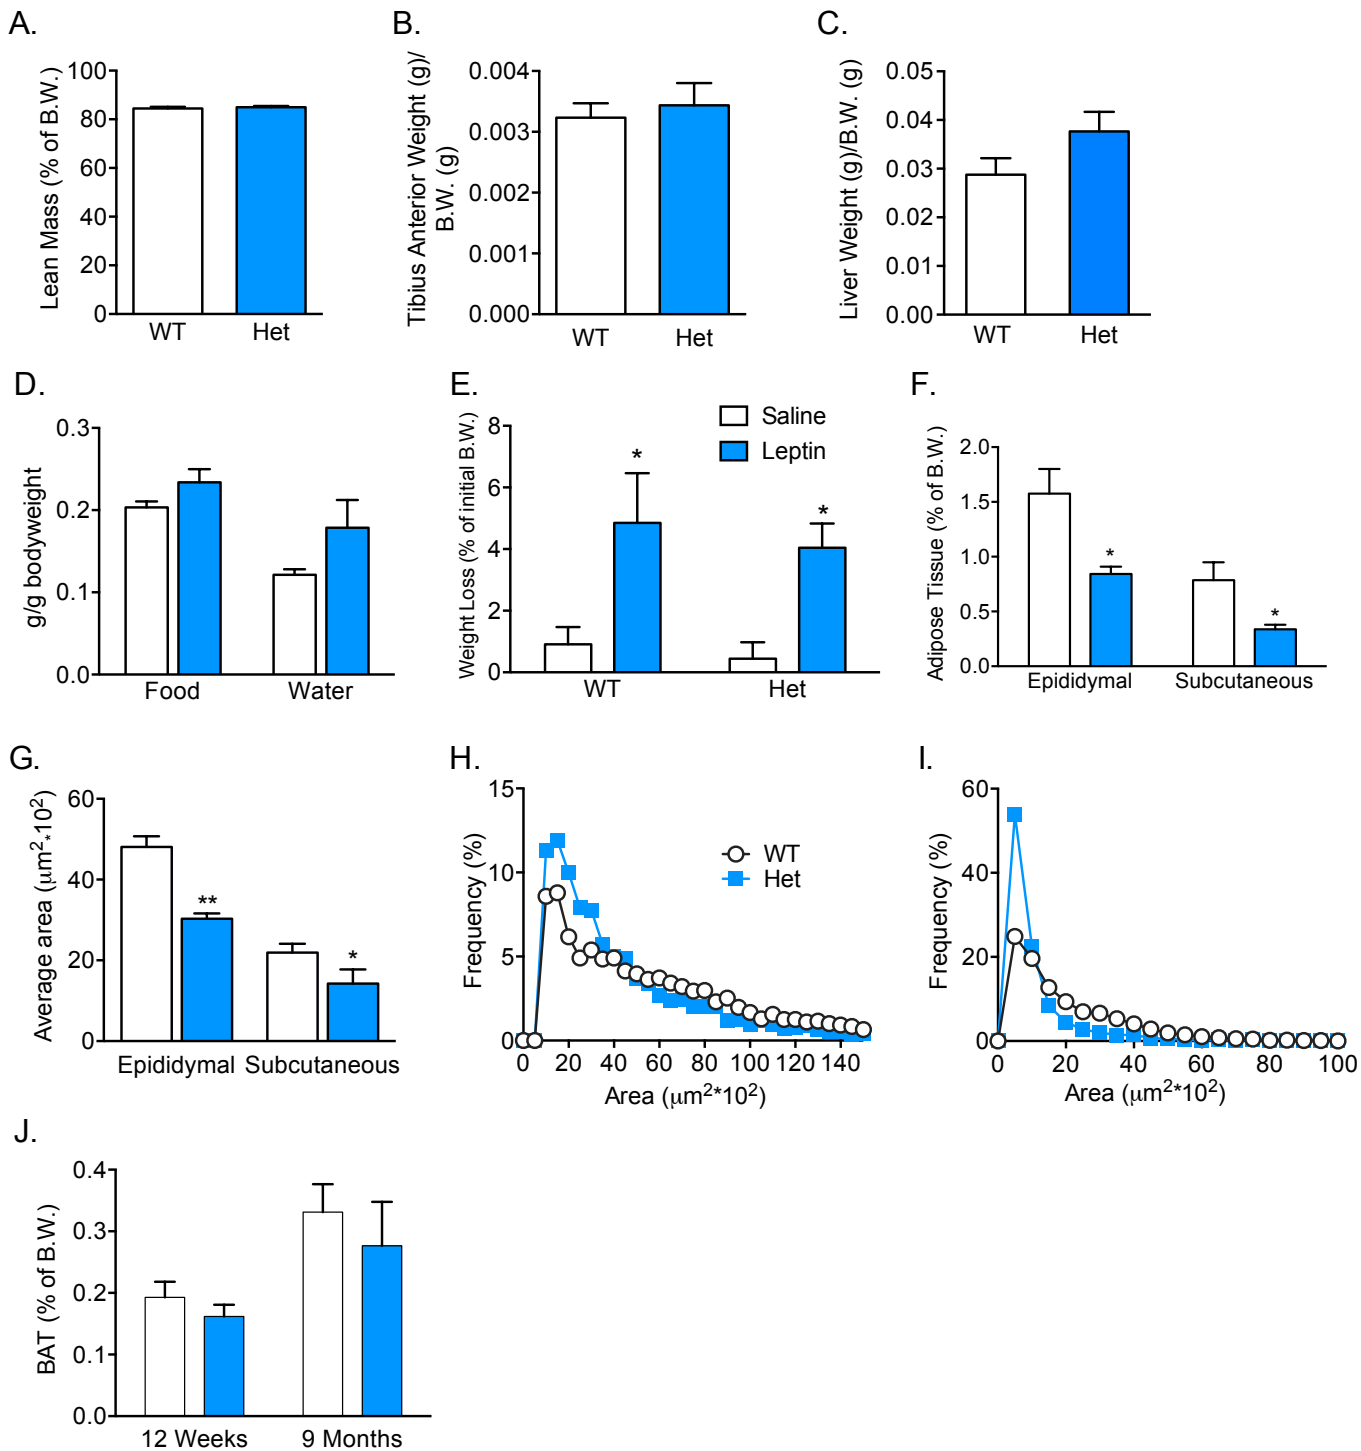 A.
Lean Mass (% of B.W.)
100
80
60
40
20
0
WT Het
B.
Tibius Anterior Weight (g)/
B.W. (g)
0.004
0.003
0.002
0.001
0.000
WT Het
C.
Liver Weight (g)/B.W. (g)
0.05
0.04
0.03
0.02
0.01
0.00
WT Het
D.
g/g bodyweight
0.3
0.2
0.1
0.0
Food Water
E.
Weight Loss (% of initial B.W.)
8
6
4
2
0
* *
WT Het
Saline
Leptin
F.
Adipose Tissue (% of B.W.)
2.0
1.5
1.0
0.5
0.0
* *
Epididymal Subcutaneous
G.
Average area (μm²*10²)
60
40
20
0
** *
Epididymal Subcutaneous
H.
Frequency (%)
15
10
5
0
0 20 40 60 80 100 120 140
Area (μm²*10²)
WT
Het
I.
Frequency (%)
60
40
20
0
0 20 40 60 80 100
Area (μm²*10²)
J.
BAT (% of B.W.)
0.4
0.3
0.2
0.1
0.0
12 Weeks 9 Months